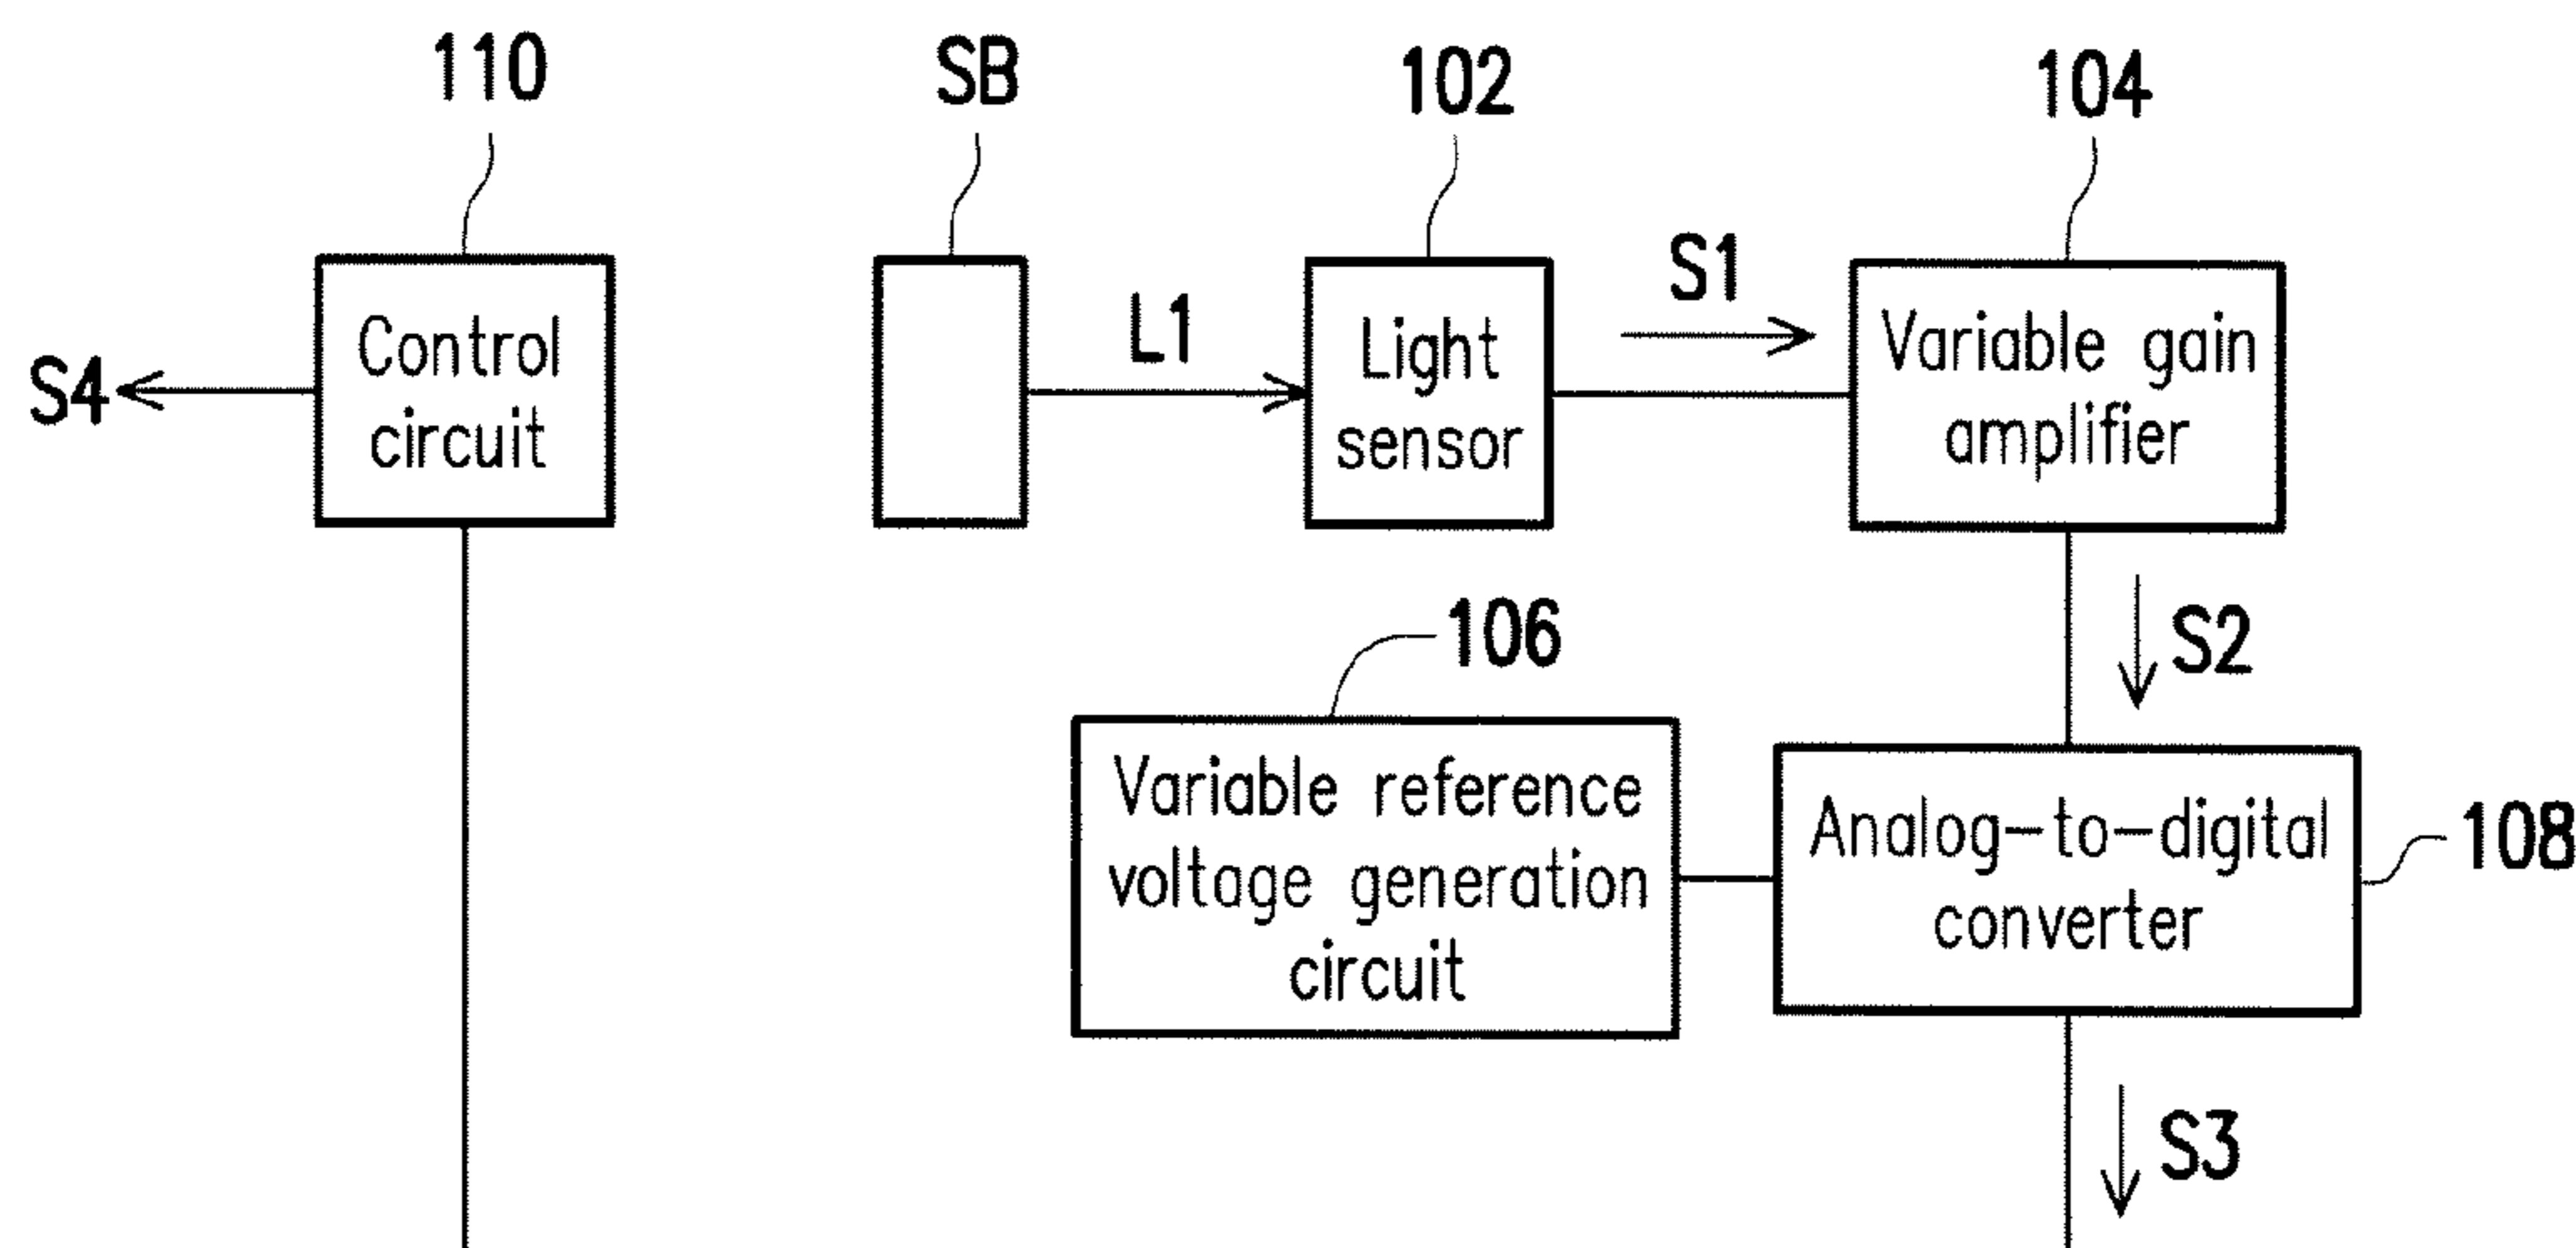 110
SB
102
104
S4
Control
circuit
L1
Light
sensor
S1
Variable gain
amplifier
S2
106
Variable reference
voltage generation
circuit
Analog-to-digital
converter
108
S3